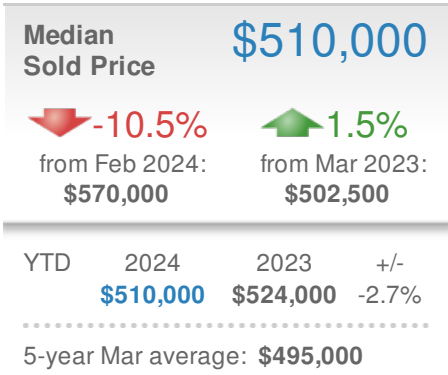 Median
Sold Price
$510,000
-10.5%
from Feb 2024:
$570,000
1.5%
from Mar 2023:
$502,500
YTD 2024 2023 +/-
$510,000 $524,000 -2.7%
5-year Mar average: $495,000